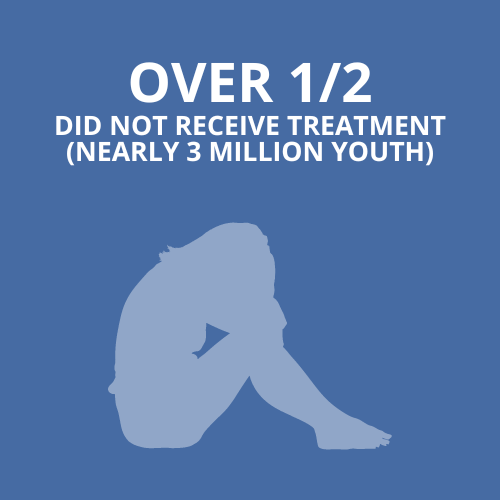 OVER 1/2
DID NOT RECEIVE TREATMENT
(NEARLY 3 MILLION YOUTH)